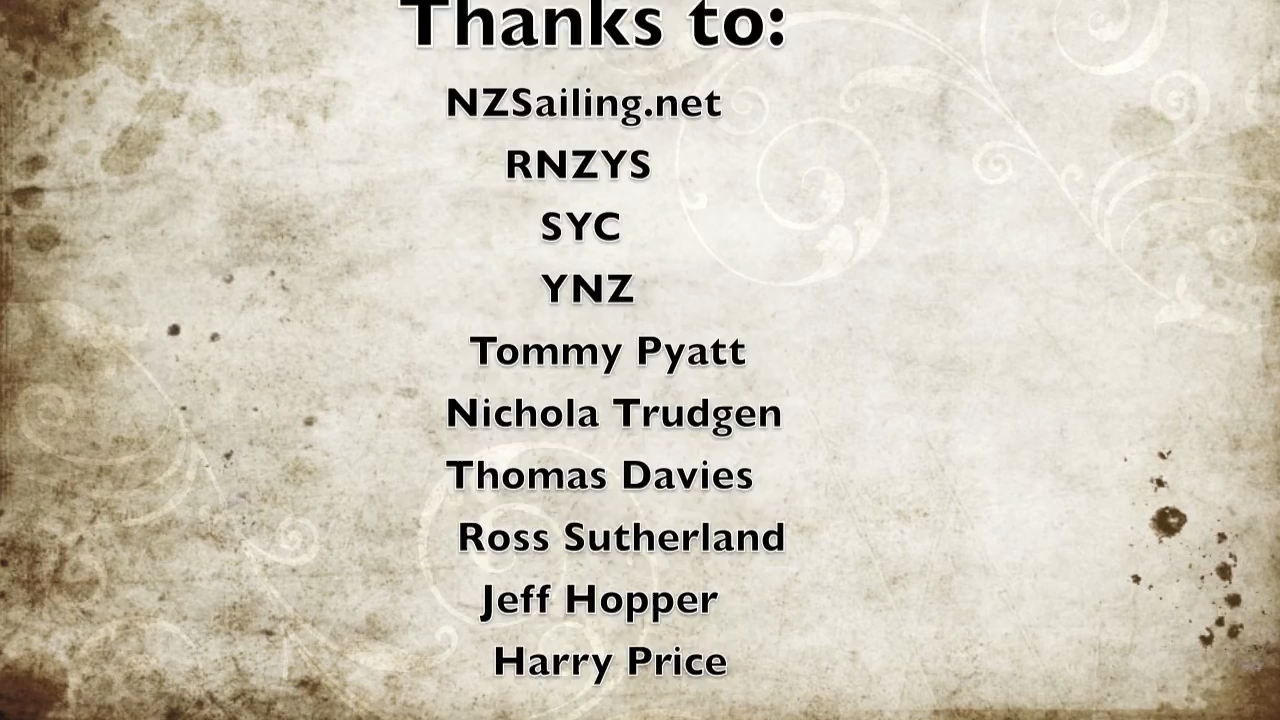 Thanks to:
NZSailing.net
RNZYS
SYC
YNZ
Tommy Pyatt
Nichola Trudgen
Thomas Davies
Ross Sutherland
Jeff Hopper
Harry Price